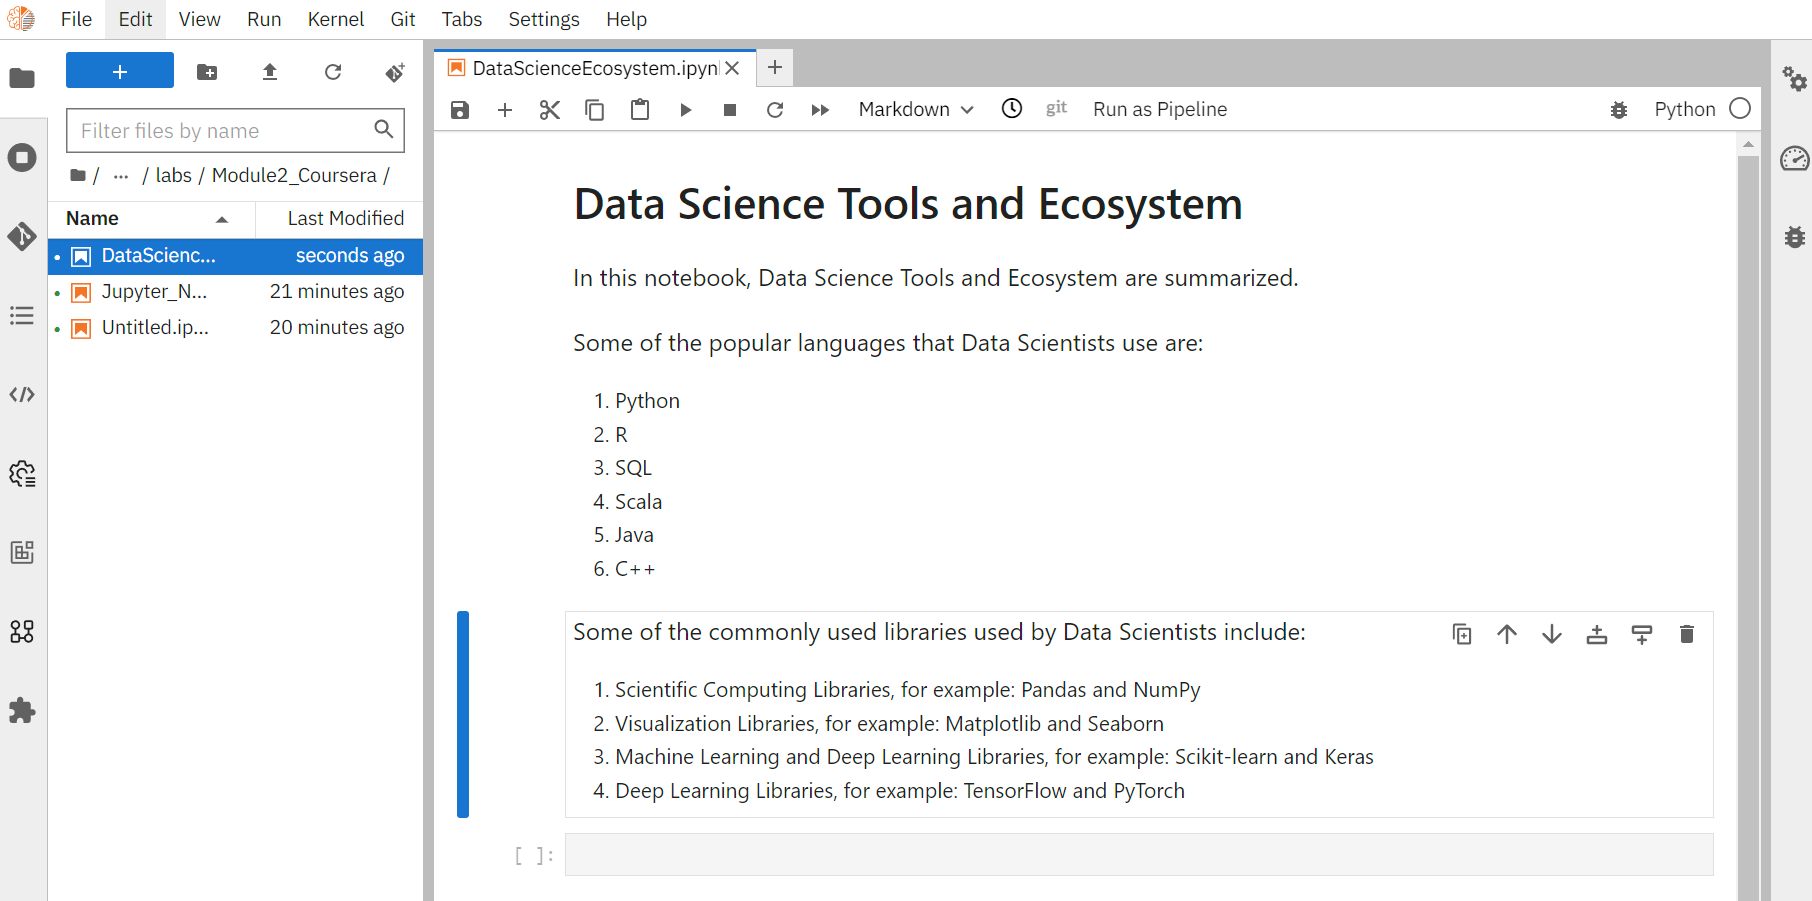 File Edit View Run Kernel Git Tabs Settings Help
DataScienceEcosystem.ipyn
Filter files by name
Markdown git Run as Pipeline Python
/ ... / labs / Module2_Coursera /
Name Last Modified
DataScienc... seconds ago
Jupyter_N... 21 minutes ago
Untitled.ip... 20 minutes ago
Data Science Tools and Ecosystem
In this notebook, Data Science Tools and Ecosystem are summarized.
Some of the popular languages that Data Scientists use are:
1. Python
2. R
3. SQL
4. Scala
5. Java
6. C++
Some of the commonly used libraries used by Data Scientists include:
1. Scientific Computing Libraries, for example: Pandas and NumPy
2. Visualization Libraries, for example: Matplotlib and Seaborn
3. Machine Learning and Deep Learning Libraries, for example: Scikit-learn and Keras
4. Deep Learning Libraries, for example: TensorFlow and PyTorch
[ ]: